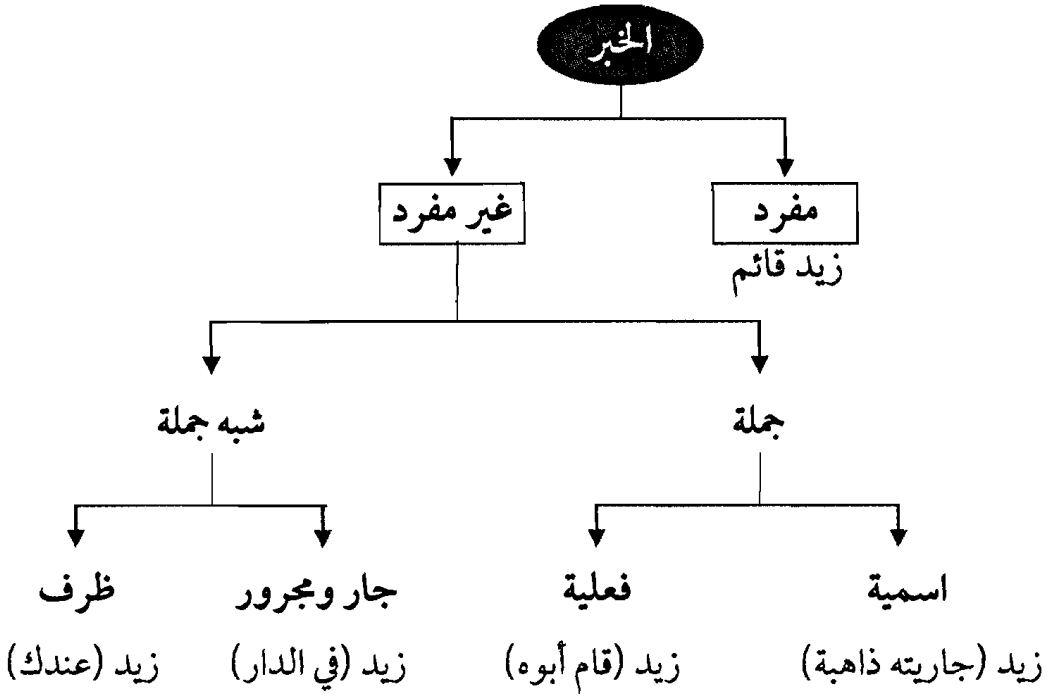 الخبر
مفرد
غير مفرد
زيد قائم
جملة
شبه جملة
اسمية
فعلية
جار ومجرور
ظرف
زيد (جاريته ذاهبة)
زيد (قام أبوه)
زيد (في الدار)
زيد (عندك)